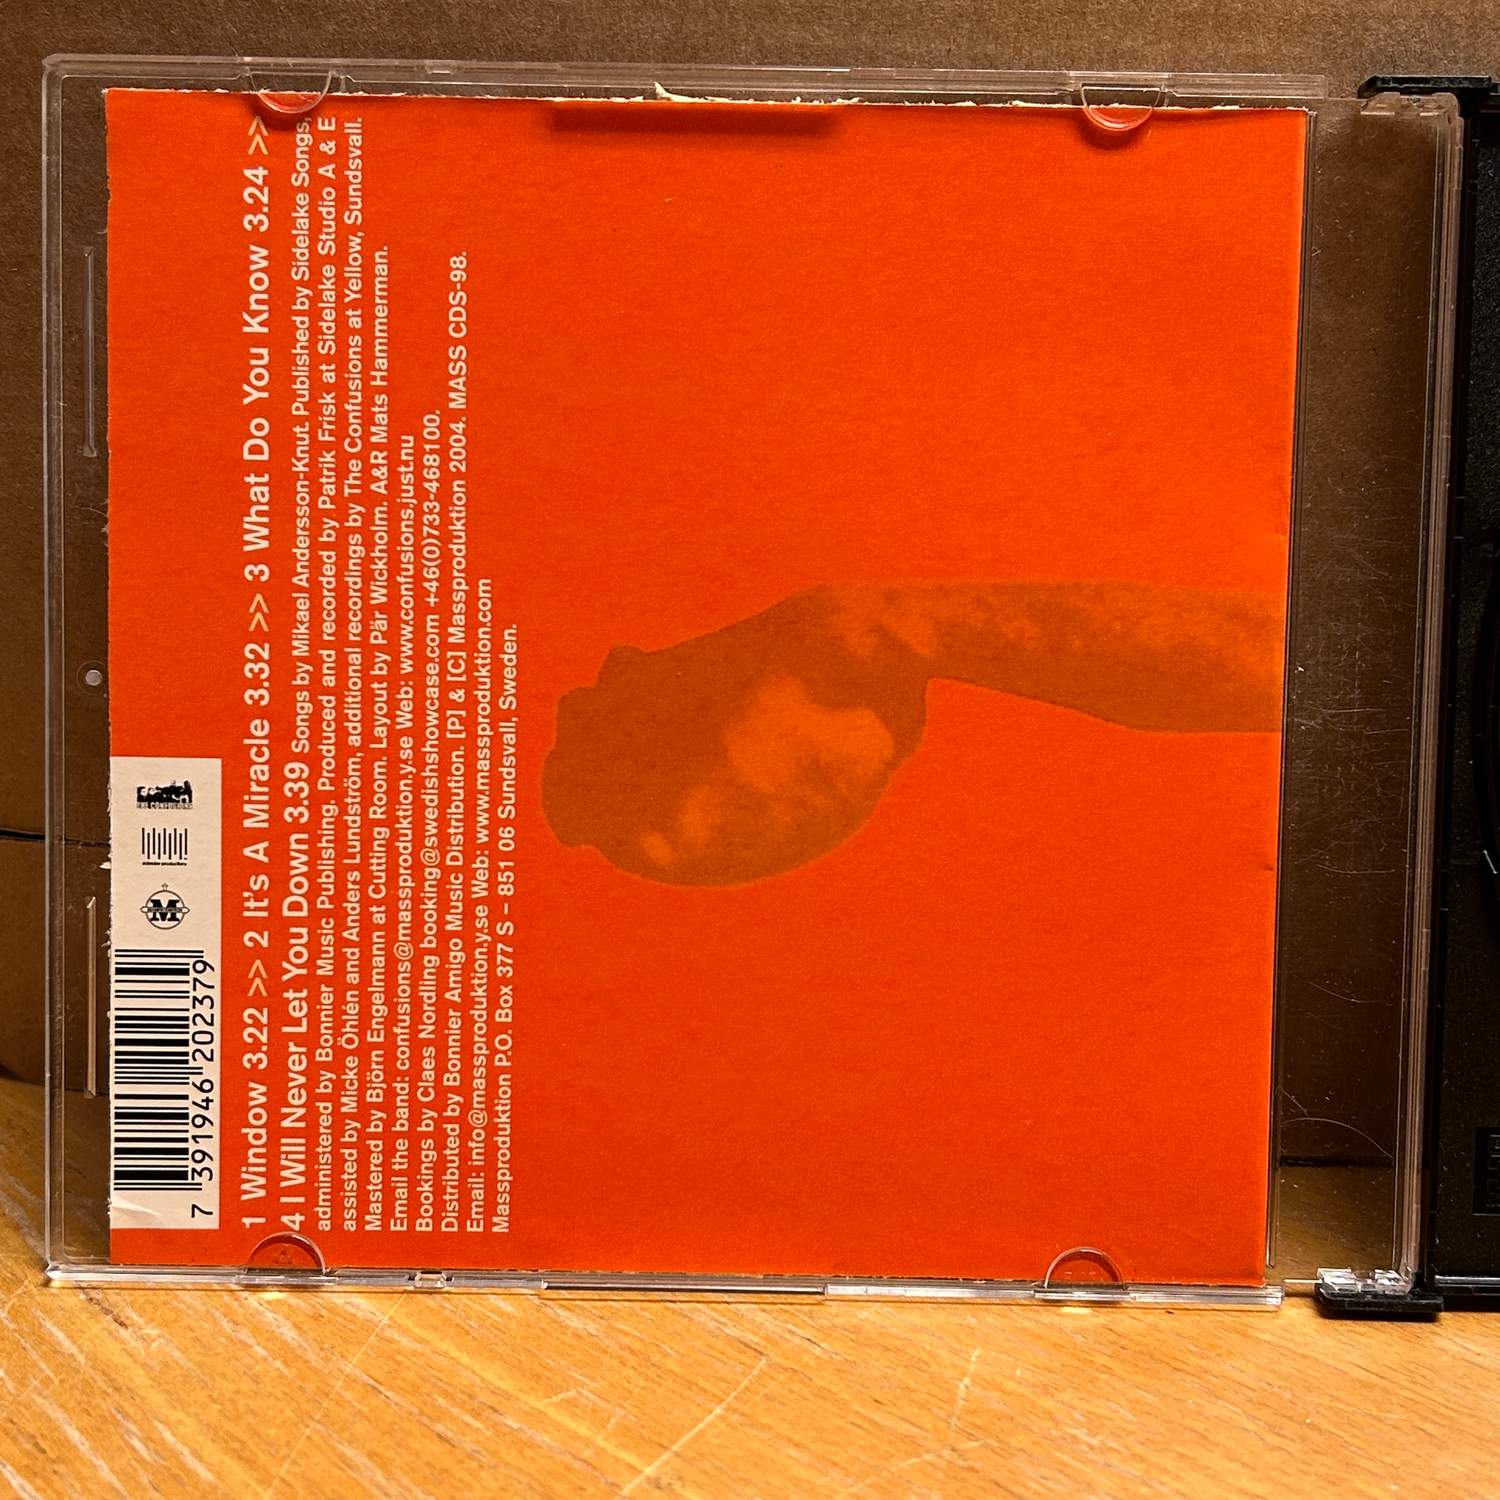 1 Window 3.22 >> 2 It's A Miracle 3.32 >> 3 What Do You Know 3.24 >>
4 I Will Never Let You Down 3.39 Songs by Mikael Andersson-Knut. Published by Sidelake Songs,
administered by Bonnier Music Publishing. Produced and recorded by Patrik Frisk at Sidelake Studio A & E
assisted by Micke Öhlén and Anders Lundström, additional recordings by The Confusions at Yellow, Sundsvall.
Mastered by Björn Engelmann at Cutting Room. Layout by Pär Wickholm. A&R Mats Hammerman.
Email the band: confusions@massproduktion.y.se Web: www.confusions.just.nu
Bookings by Claes Nordling booking@swedishshowcase.com +46(0)733-468100.
Distributed by Bonnier Amigo Music Distribution. [P] & [C] Massproduktion 2004. MASS CDS-98.
Email: info@massproduktion.y.se Web: www.massproduktion.com
Massproduktion P.O. Box 377 S – 851 06 Sundsvall, Sweden.
7 391946 202379
THE CONFUSIONS
M